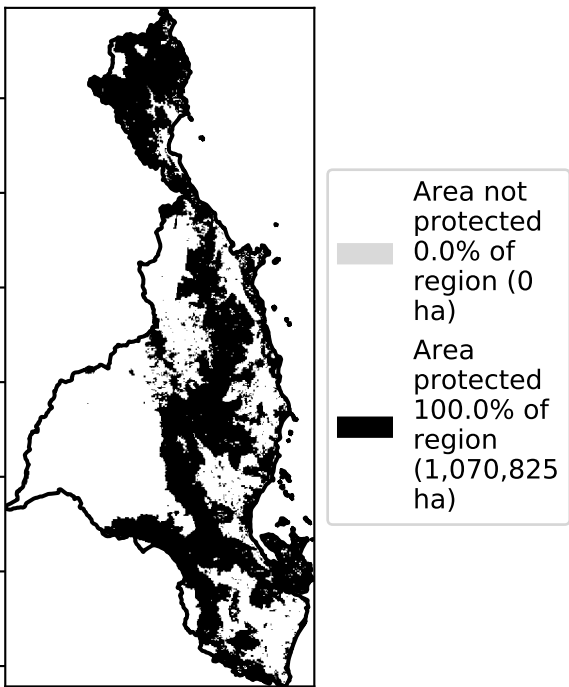 Area not
protected
0.0% of
region (0
ha)
Area
protected
100.0% of
region
(1,070,825
ha)